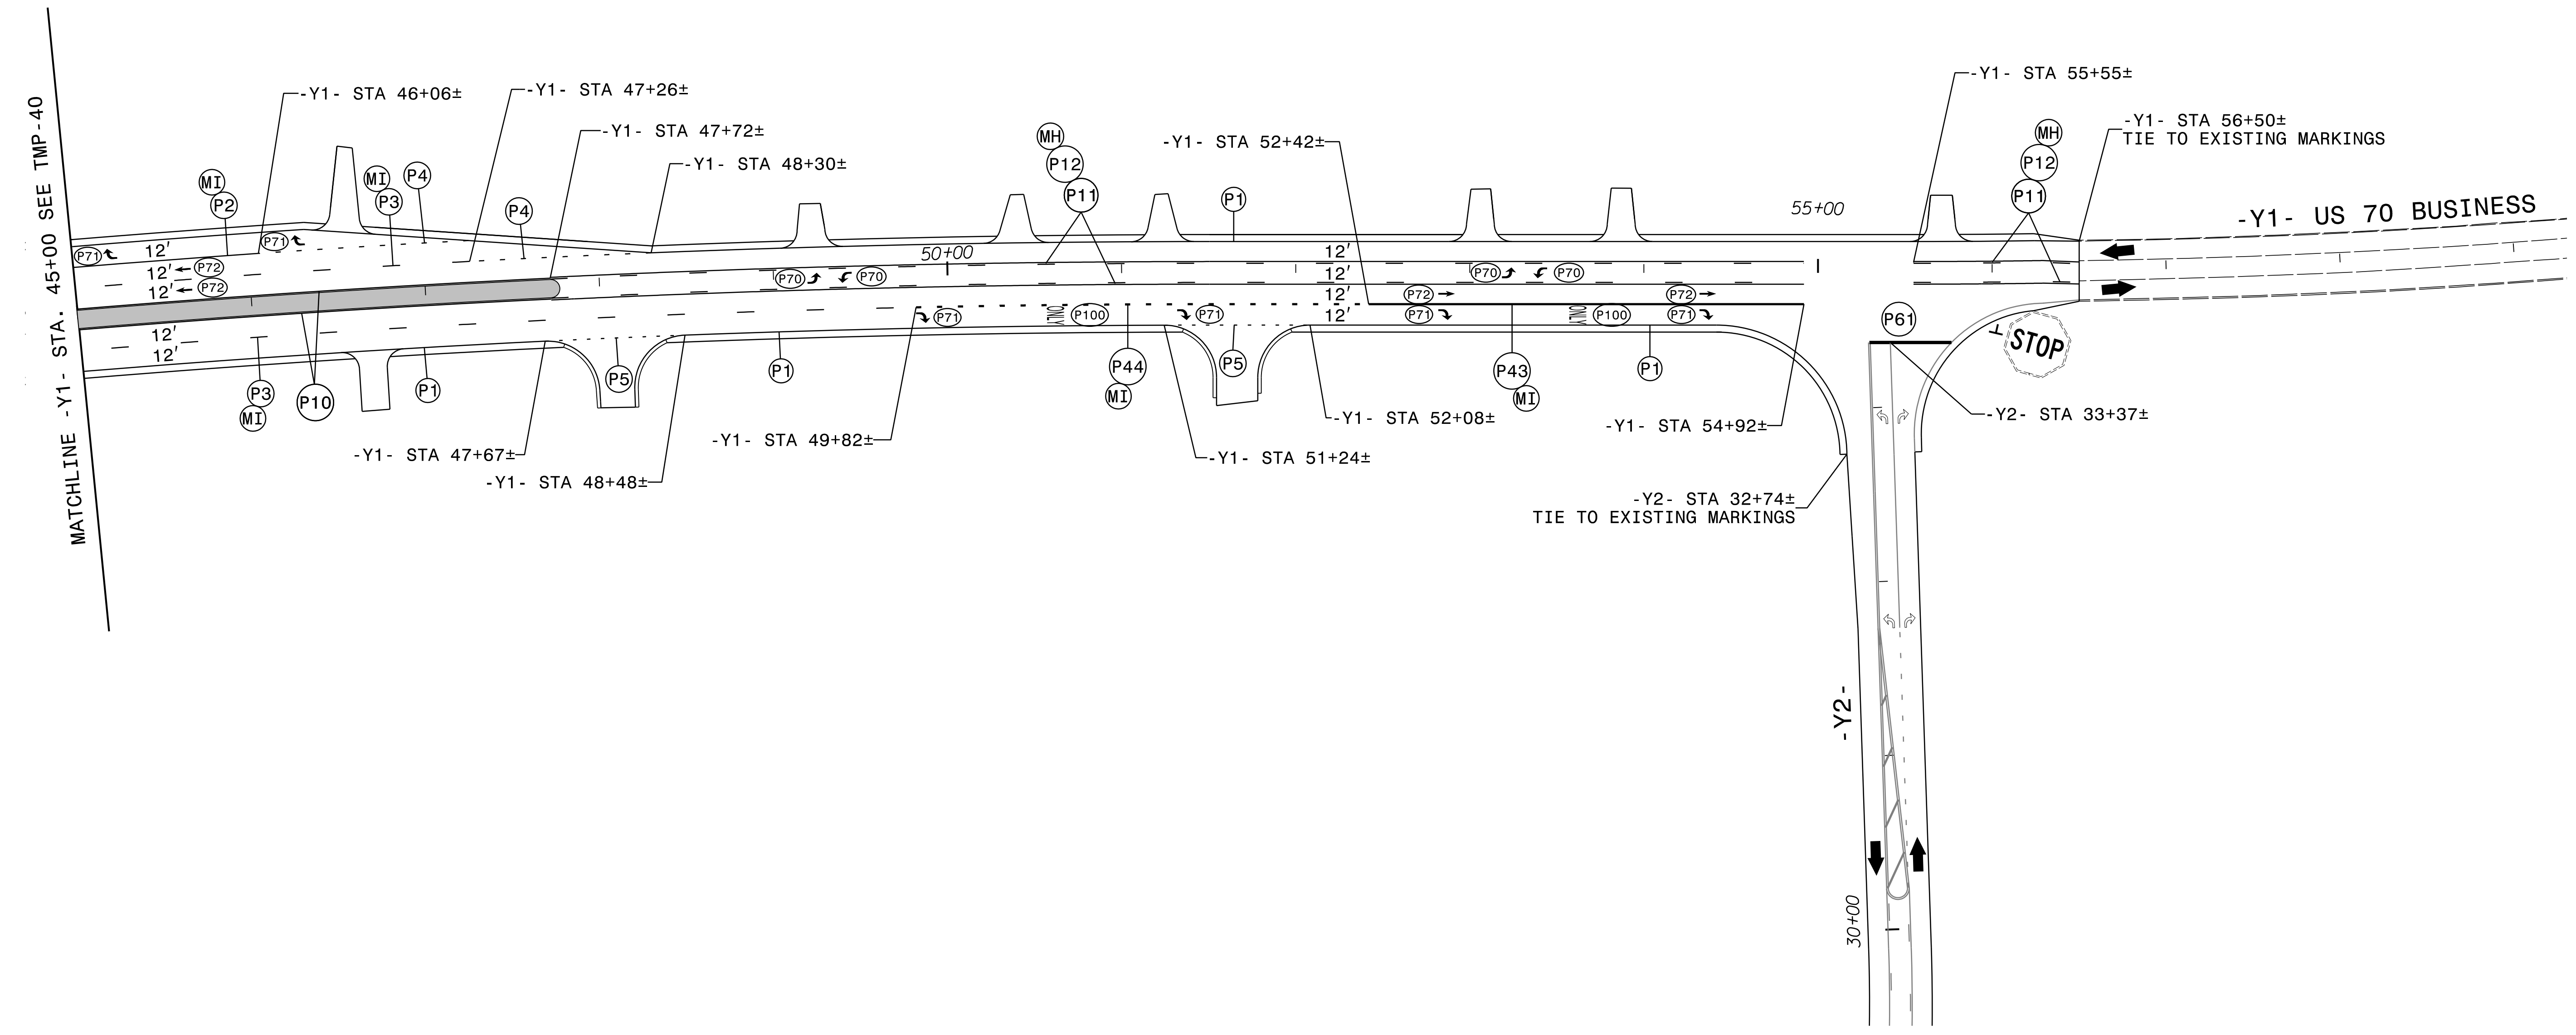 MATCHLINE -Y1- STA. 45+00 SEE TMP-40
-Y1- STA 46+06±
-Y1- STA 47+26±
-Y1- STA 47+72±
-Y1- STA 48+30±
-Y1- STA 52+42±
-Y1- STA 55+55±
-Y1- STA 56+50±
TIE TO EXISTING MARKINGS
-Y1- US 70 BUSINESS
MI
P2
MI
P3
P4
P4
MH
P12
P11
P1
55+00
MH
P12
P11
P71
12'
P71
12'
P72
12'
P72
50+00
12'
12'
12'
12'
P70
P70
P70
P70
P72
P72
12'
12'
P71
ONLY
P100
P71
P71
ONLY
P100
P71
P61
STOP
P3
MI
P10
P1
P5
P1
P44
MI
P5
P43
MI
P1
-Y1- STA 47+67±
-Y1- STA 48+48±
-Y1- STA 49+82±
-Y1- STA 51+24±
-Y1- STA 52+08±
-Y1- STA 54+92±
-Y2- STA 33+37±
-Y2- STA 32+74±
TIE TO EXISTING MARKINGS
-Y2-
30+00